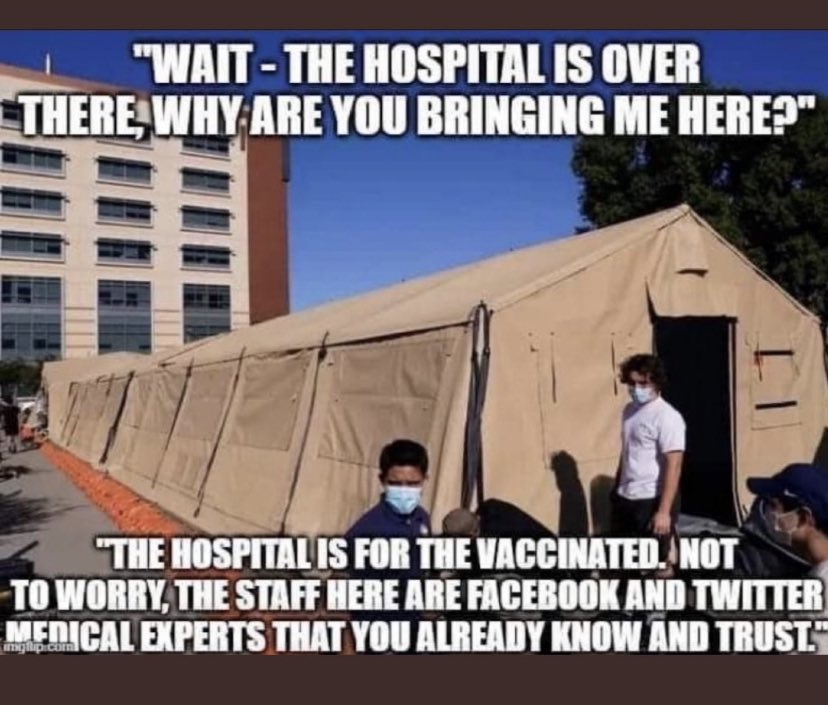 "WAIT - THE HOSPITAL IS OVER
THERE, WHY ARE YOU BRINGING ME HERE?"
"THE HOSPITAL IS FOR THE VACCINATED. NOT
TO WORRY, THE STAFF HERE ARE FACEBOOK AND TWITTER
MEDICAL EXPERTS THAT YOU ALREADY KNOW AND TRUST."
imgflip.com